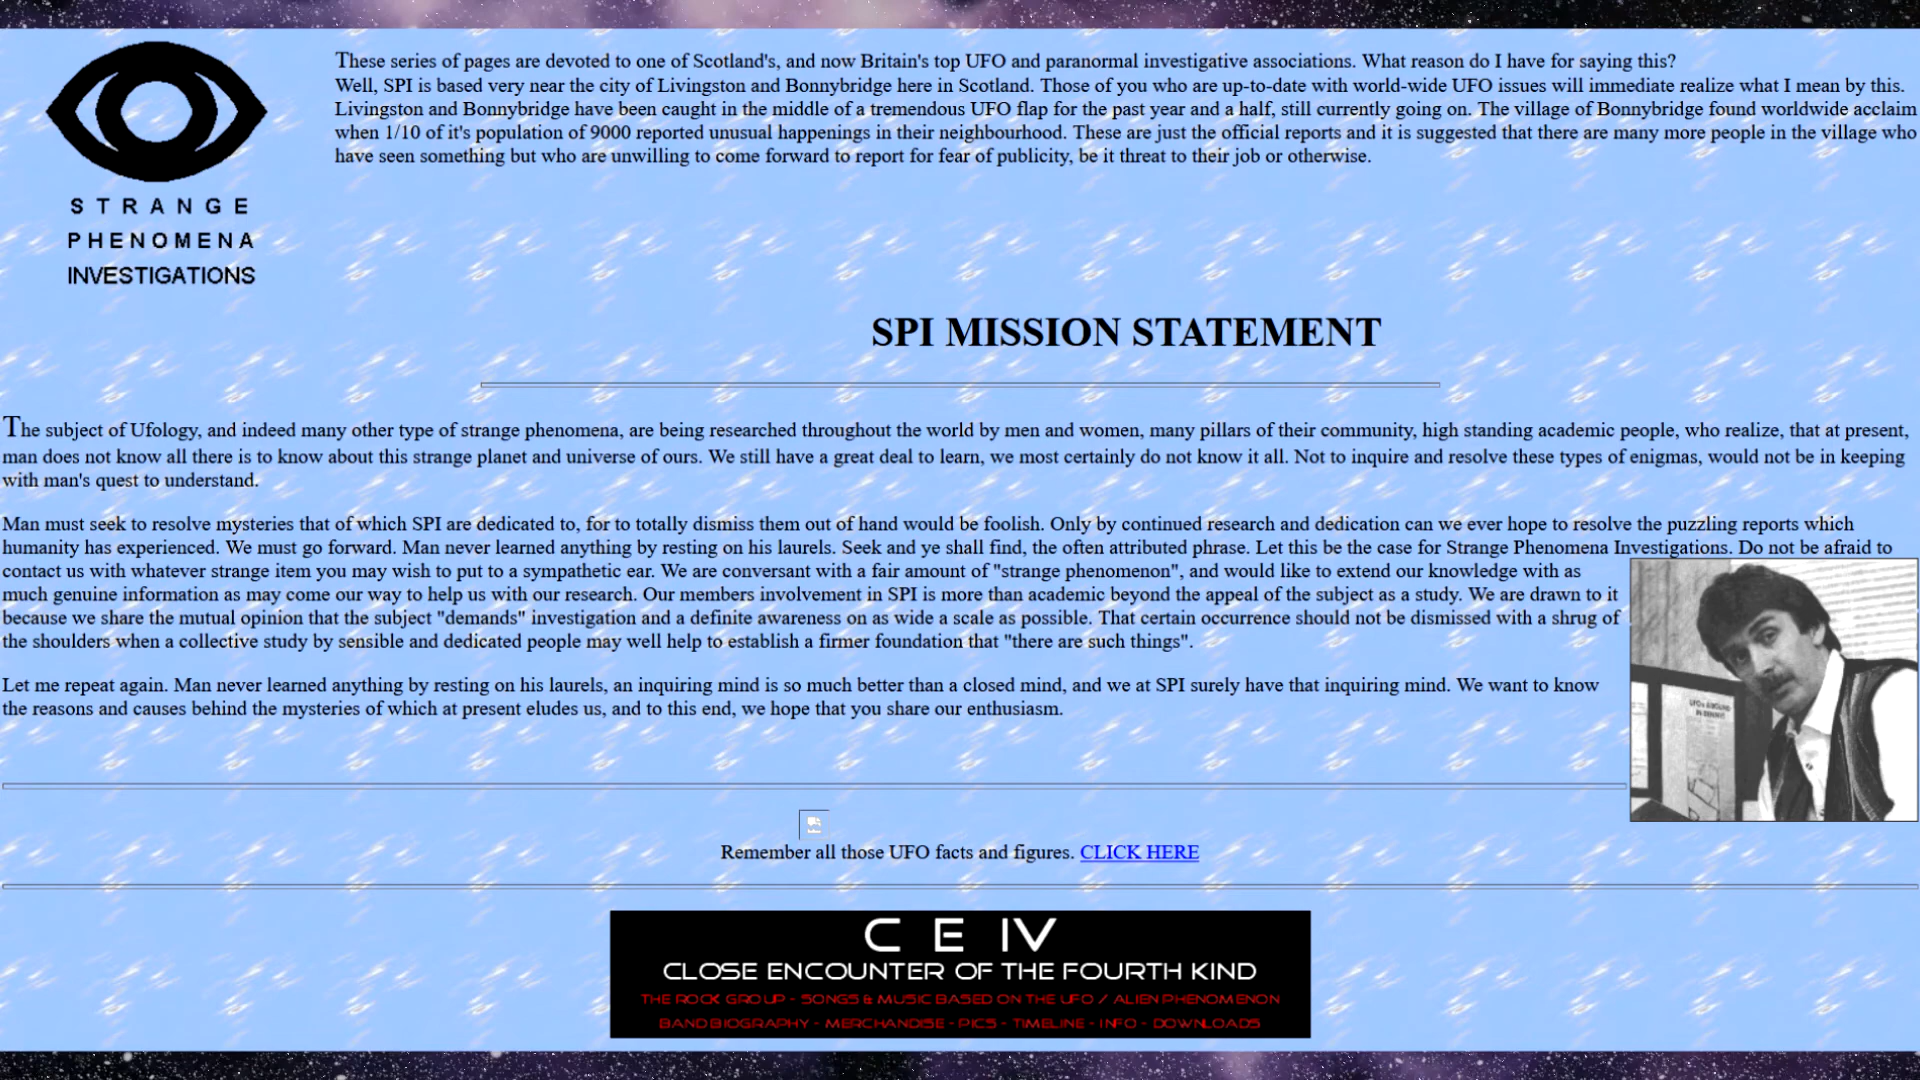 STRANGE
PHENOMENA
INVESTIGATIONS
These series of pages are devoted to one of Scotland's, and now Britain's top UFO and paranormal investigative associations. What reason do I have for saying this?
Well, SPI is based very near the city of Livingston and Bonnybridge here in Scotland. Those of you who are up-to-date with world-wide UFO issues will immediate realize what I mean by this.
Livingston and Bonnybridge have been caught in the middle of a tremendous UFO flap for the past year and a half, still currently going on. The village of Bonnybridge found worldwide acclaim
when 1/10 of it's population of 9000 reported unusual happenings in their neighbourhood. These are just the official reports and it is suggested that there are many more people in the village who
have seen something but who are unwilling to come forward to report for fear of publicity, be it threat to their job or otherwise.
SPI MISSION STATEMENT
The subject of Ufology, and indeed many other type of strange phenomena, are being researched throughout the world by men and women, many pillars of their community, high standing academic people, who realize, that at present,
man does not know all there is to know about this strange planet and universe of ours. We still have a great deal to learn, we most certainly do not know it all. Not to inquire and resolve these types of enigmas, would not be in keeping
with man's quest to understand.
Man must seek to resolve mysteries that of which SPI are dedicated to, for to totally dismiss them out of hand would be foolish. Only by continued research and dedication can we ever hope to resolve the puzzling reports which
humanity has experienced. We must go forward. Man never learned anything by resting on his laurels. Seek and ye shall find, the often attributed phrase. Let this be the case for Strange Phenomena Investigations. Do not be afraid to
contact us with whatever strange item you may wish to put to a sympathetic ear. We are conversant with a fair amount of "strange phenomenon", and would like to extend our knowledge with as
much genuine information as may come our way to help us with our research. Our members involvement in SPI is more than academic beyond the appeal of the subject as a study. We are drawn to it
because we share the mutual opinion that the subject "demands" investigation and a definite awareness on as wide a scale as possible. That certain occurrence should not be dismissed with a shrug of
the shoulders when a collective study by sensible and dedicated people may well help to establish a firmer foundation that "there are such things".
Let me repeat again. Man never learned anything by resting on his laurels, an inquiring mind is so much better than a closed mind, and we at SPI surely have that inquiring mind. We want to know
the reasons and causes behind the mysteries of which at present eludes us, and to this end, we hope that you share our enthusiasm.
Remember all those UFO facts and figures. CLICK HERE
C E IV
CLOSE ENCOUNTER OF THE FOURTH KIND
THE ROCK GROUP - SONGS & MUSIC BASED ON THE UFO / ALIEN PHENOMENON
BAND BIOGRAPHY - MERCHANDISE - PICS - TIMELINE - INFO - DOWNLOADS